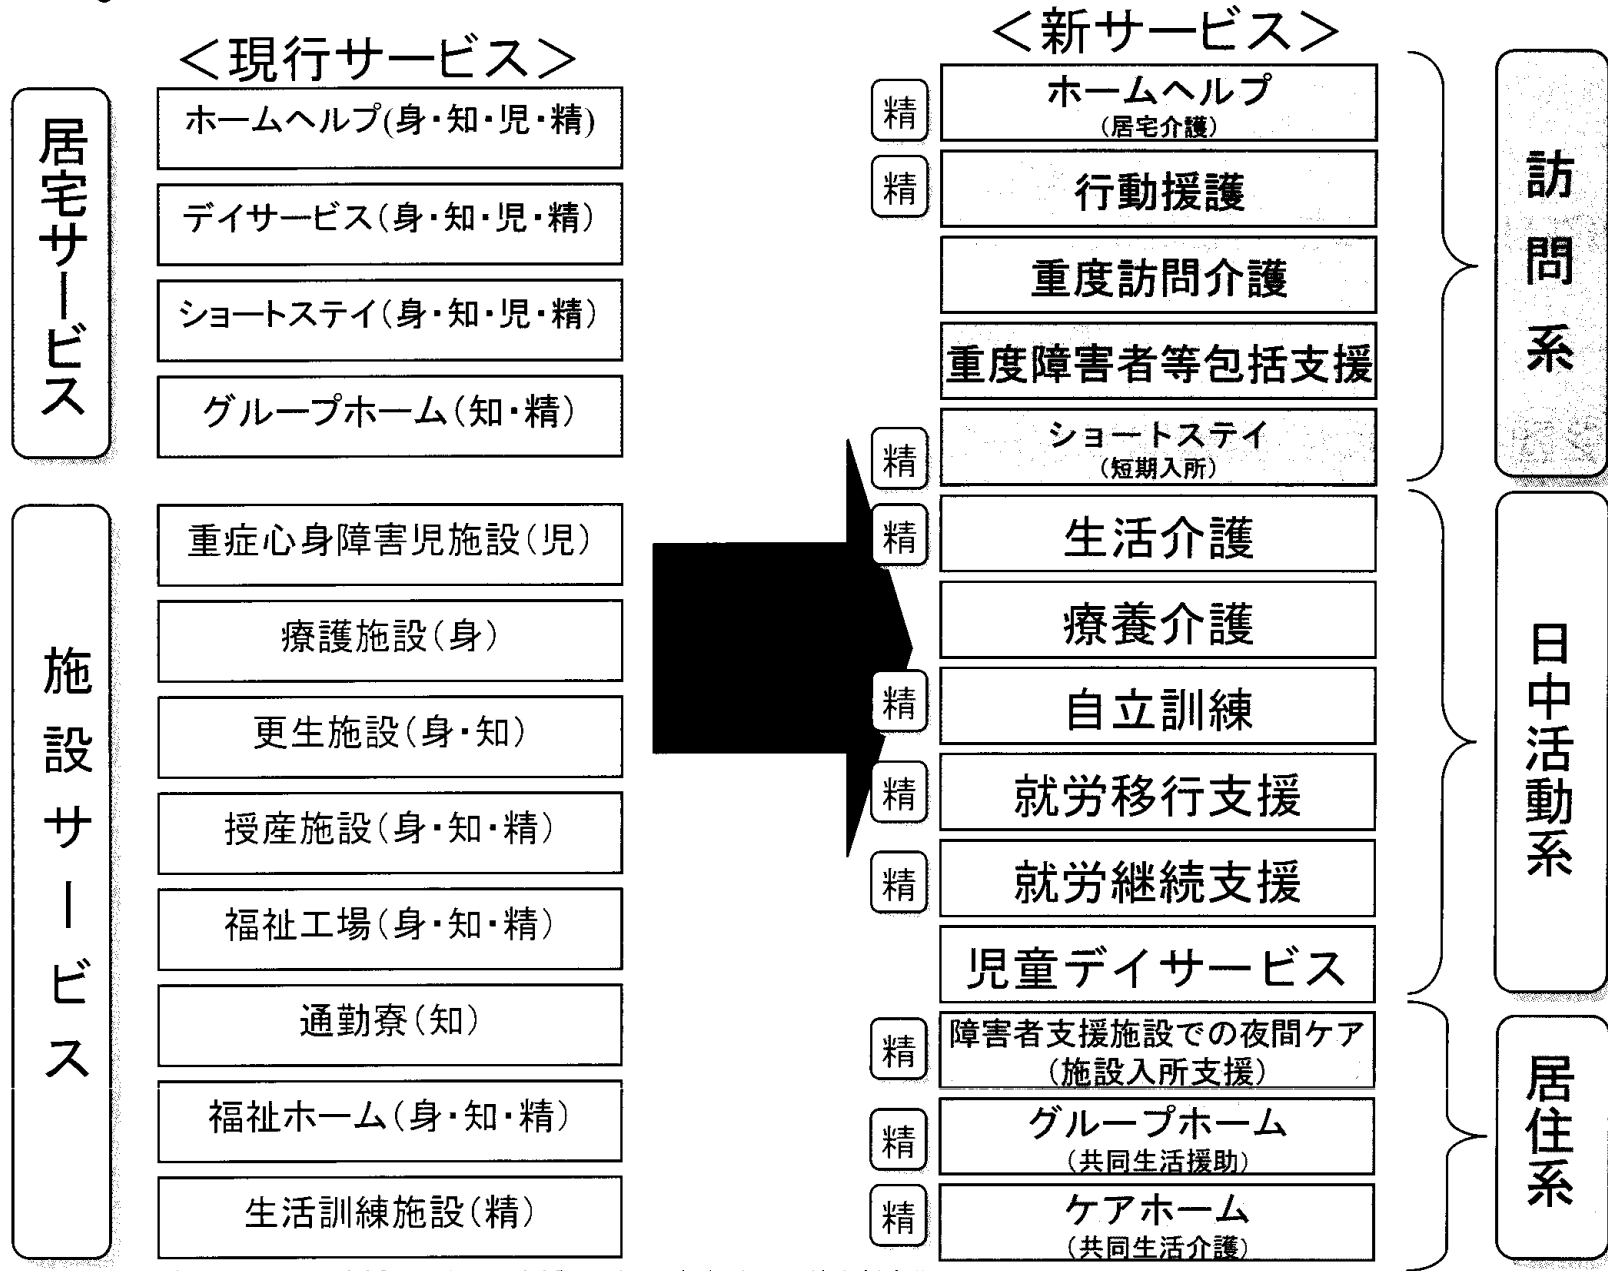 ＜現行サービス＞
居宅サービス
ホームヘルプ(身・知・児・精)
デイサービス(身・知・児・精)
ショートステイ(身・知・児・精)
グループホーム(知・精)
施設サービス
重症心身障害児施設(児)
療護施設(身)
更生施設(身・知)
授産施設(身・知・精)
福祉工場(身・知・精)
通勤寮(知)
福祉ホーム(身・知・精)
生活訓練施設(精)
＜新サービス＞
精
ホームヘルプ
(居宅介護)
精
行動援護
重度訪問介護
重度障害者等包括支援
精
ショートステイ
(短期入所)
訪問系
精
生活介護
療養介護
精
自立訓練
精
就労移行支援
精
就労継続支援
児童デイサービス
日中活動系
精
障害者支援施設での夜間ケア
(施設入所支援)
精
グループホーム
(共同生活援助)
精
ケアホーム
(共同生活介護)
居住系